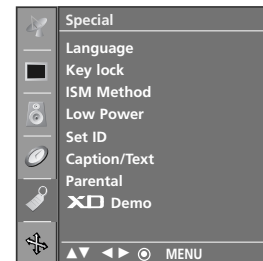 Special
Language
Key lock
ISM Method
Low Power
Set ID
Caption/Text
Parental
XD Demo
▲▼ ◀▶ ◉ MENU